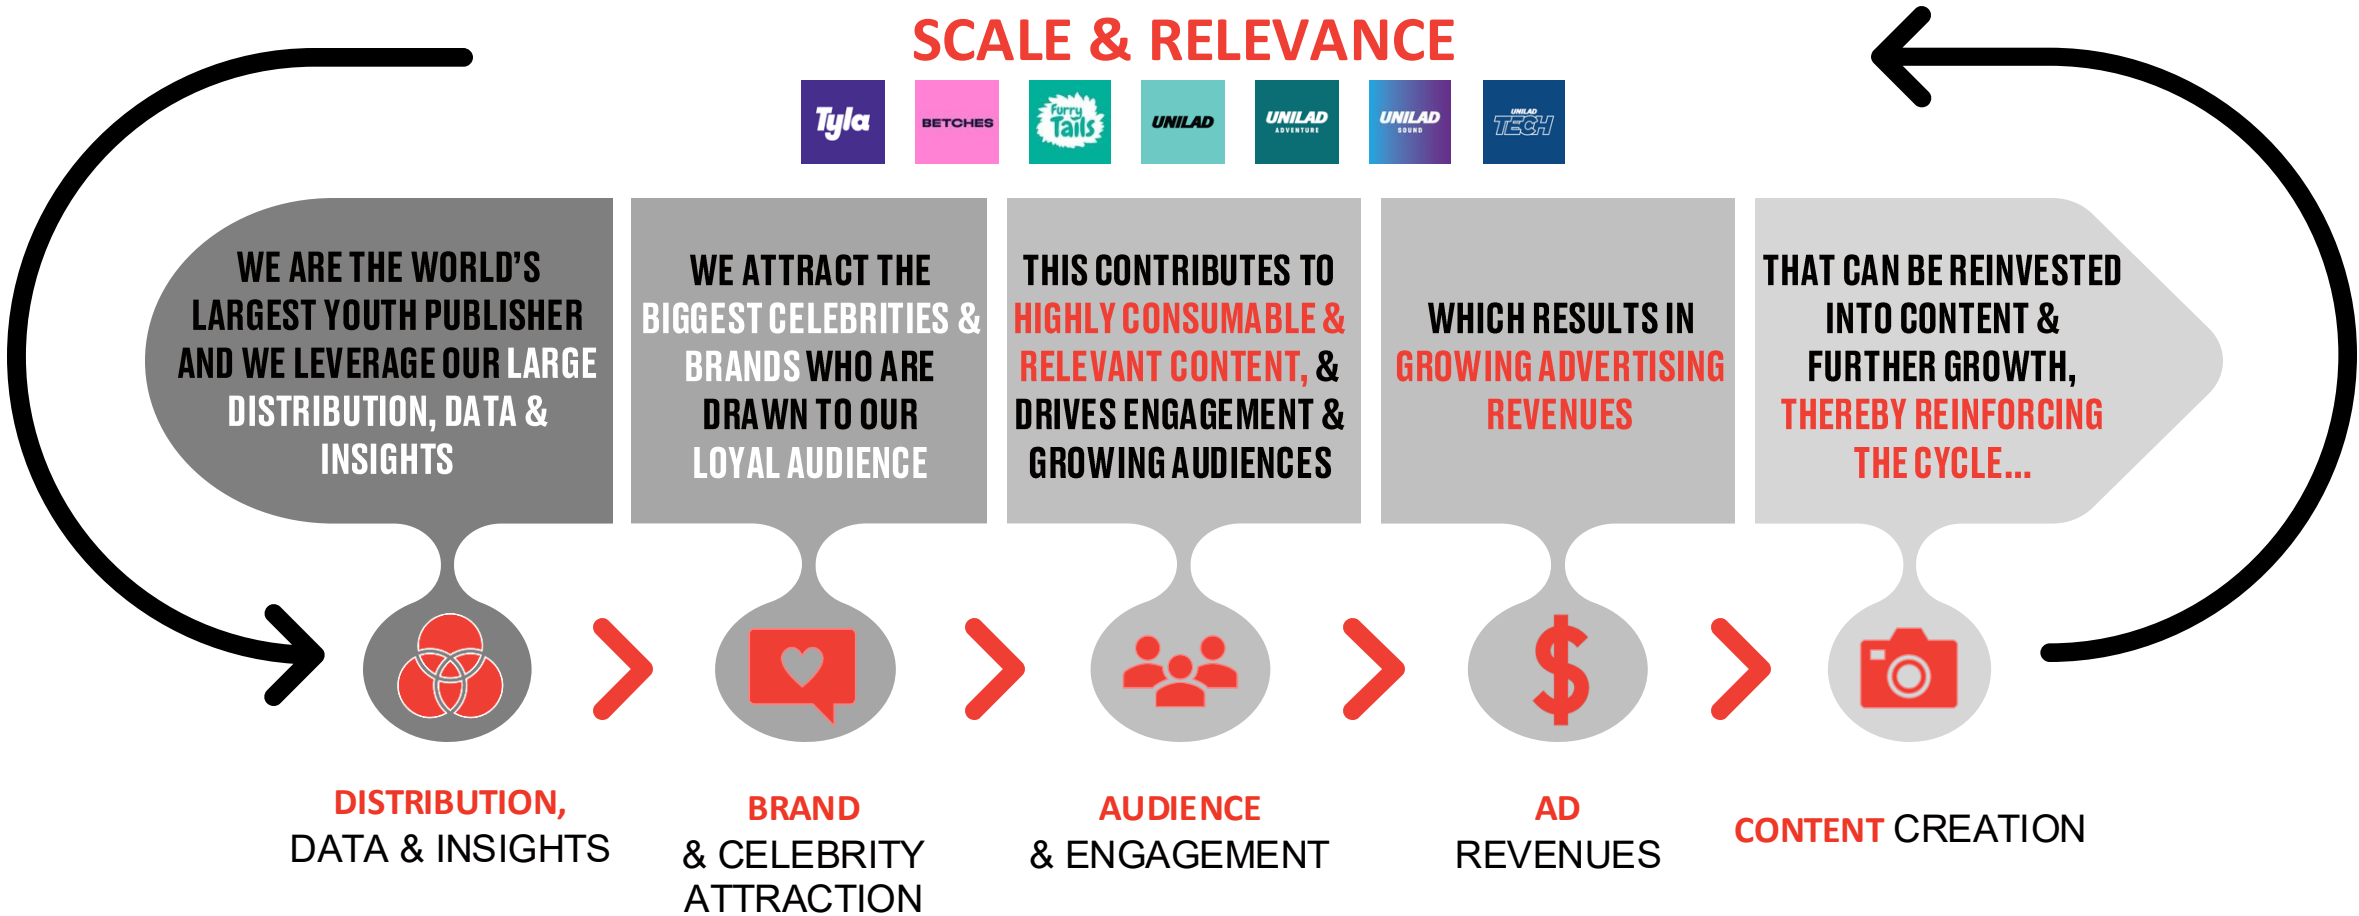 SCALE & RELEVANCE
Tyla
BETCHES
Furry
Tails
UNILAD
UNILAD
ADVENTURE
UNILAD
SOUND
UNILAD
TECH
WE ARE THE WORLD'S
LARGEST YOUTH PUBLISHER
AND WE LEVERAGE OUR LARGE
DISTRIBUTION, DATA &
INSIGHTS
WE ATTRACT THE
BIGGEST CELEBRITIES &
BRANDS WHO ARE
DRAWN TO OUR
LOYAL AUDIENCE
THIS CONTRIBUTES TO
HIGHLY CONSUMABLE &
RELEVANT CONTENT, &
DRIVES ENGAGEMENT &
GROWING AUDIENCES
WHICH RESULTS IN
GROWING ADVERTISING
REVENUES
THAT CAN BE REINVESTED
INTO CONTENT &
FURTHER GROWTH,
THEREBY REINFORCING
THE CYCLE...
$
DISTRIBUTION,
DATA & INSIGHTS
BRAND
& CELEBRITY
ATTRACTION
AUDIENCE
& ENGAGEMENT
AD
REVENUES
CONTENT CREATION